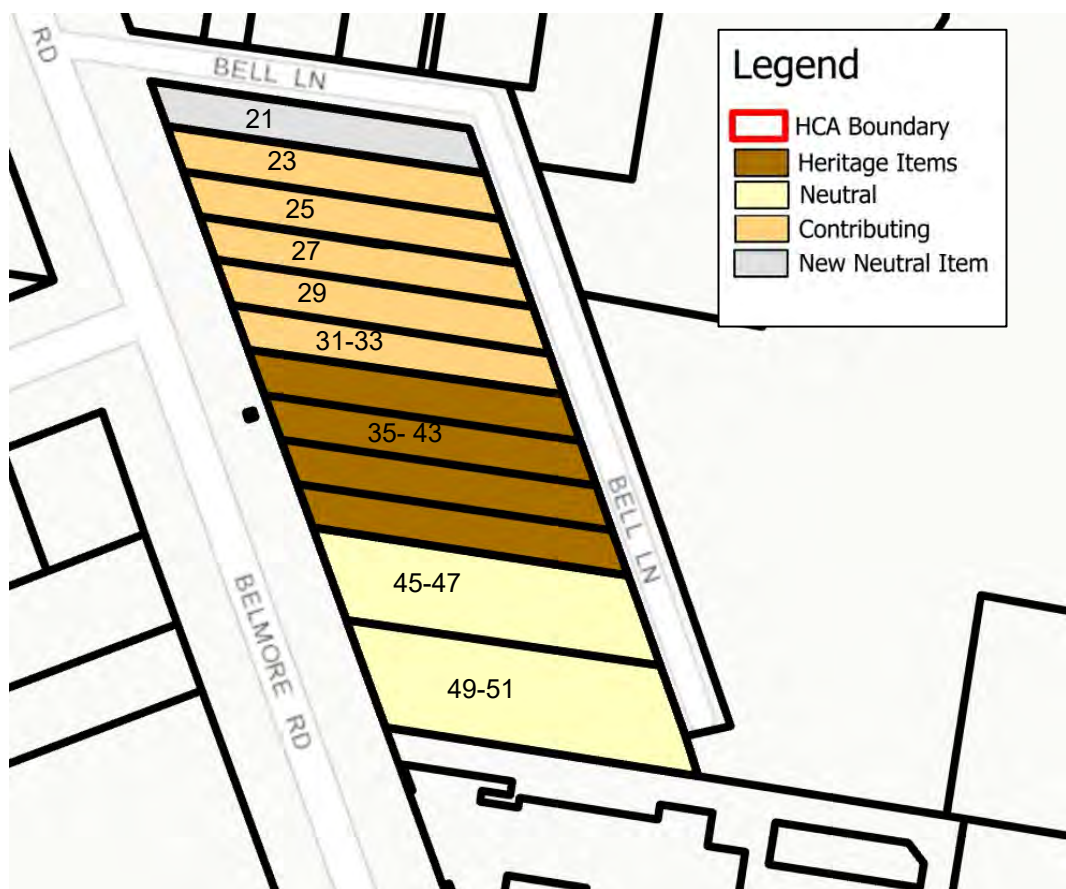 RD
BELL LN
Legend
HCA Boundary
Heritage Items
Neutral
Contributing
New Neutral Item
21
23
25
27
29
31-33
35- 43
45-47
49-51
BELL LN
BELMORE RD